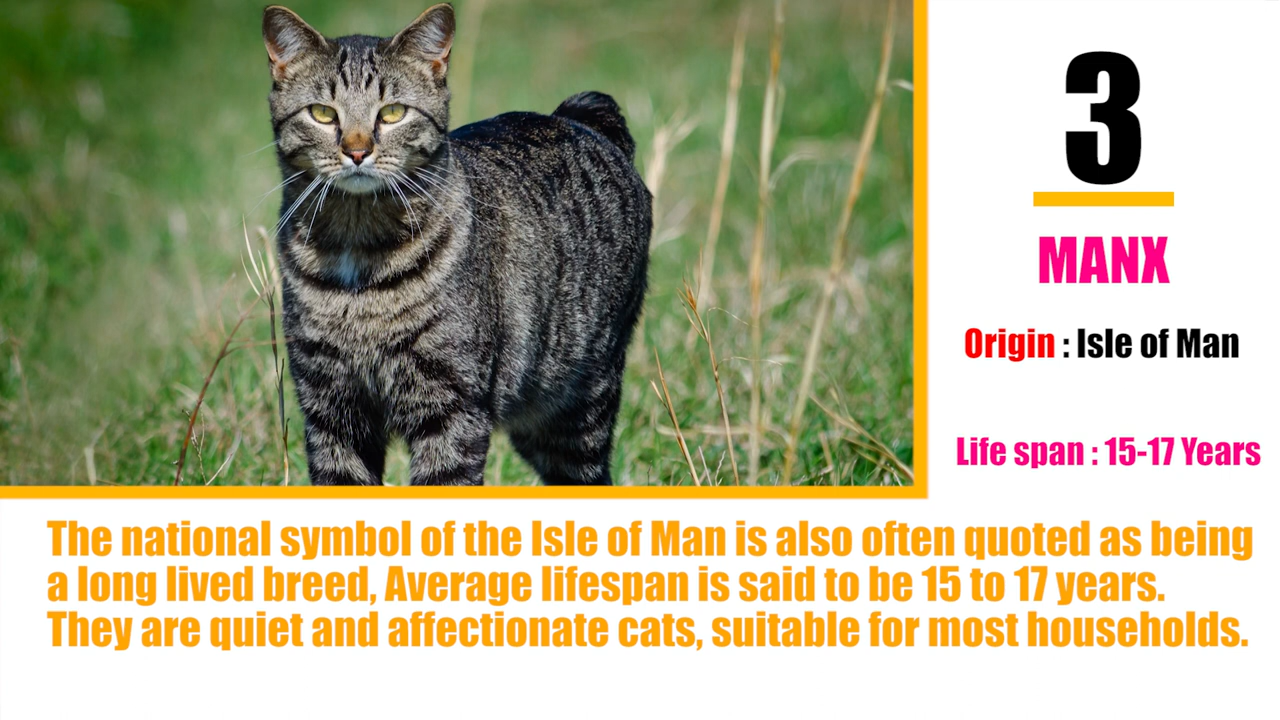 3
MANX
Origin : Isle of Man
Life span : 15-17 Years
The national symbol of the Isle of Man is also often quoted as being
a long lived breed, Average lifespan is said to be 15 to 17 years.
They are quiet and affectionate cats, suitable for most households.